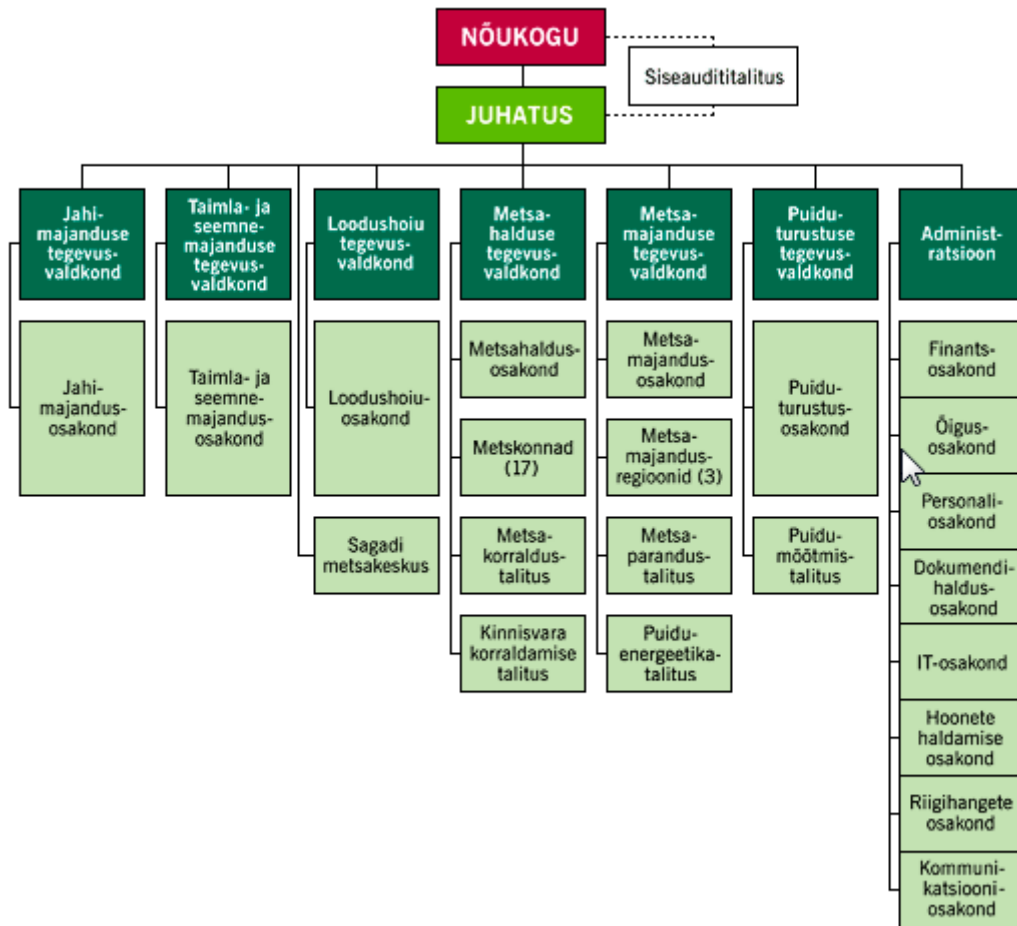 NÕUKOGU
Siseaudititalitus
JUHATUS
Jahi-
majanduse
tegevus-
valdkond
Taimla- ja
seemne-
majanduse
tegevus-
valdkond
Loodushoiu
tegevus-
valdkond
Metsa-
halduse
tegevus-
valdkond
Metsa-
majanduse
tegevus-
valdkond
Puidu-
turustuse
tegevus-
valdkond
Administ-
ratsioon
Jahi-
majandus-
osakond
Taimla- ja
seemne-
majandus-
osakond
Loodushoiu-
osakond
Sagadi
metsakeskus
Metsahaldus-
osakond
Metskonnad
(17)
Metsa-
korraldus-
talitus
Kinnisvara
korraldamise
talitus
Metsa-
majandus-
osakond
Metsa-
majandus-
regioonid (3)
Metsa-
parandus-
talitus
Puidu-
energeetika-
talitus
Puidu-
turustus-
osakond
Puidu-
mõõtmis-
talitus
Finants-
osakond
Õigus-
osakond
Personali-
osakond
Dokumendi-
haldus-
osakond
IT-osakond
Hoonete
haldamise
osakond
Riigihangete
osakond
Kommuni-
katsiooni-
osakond